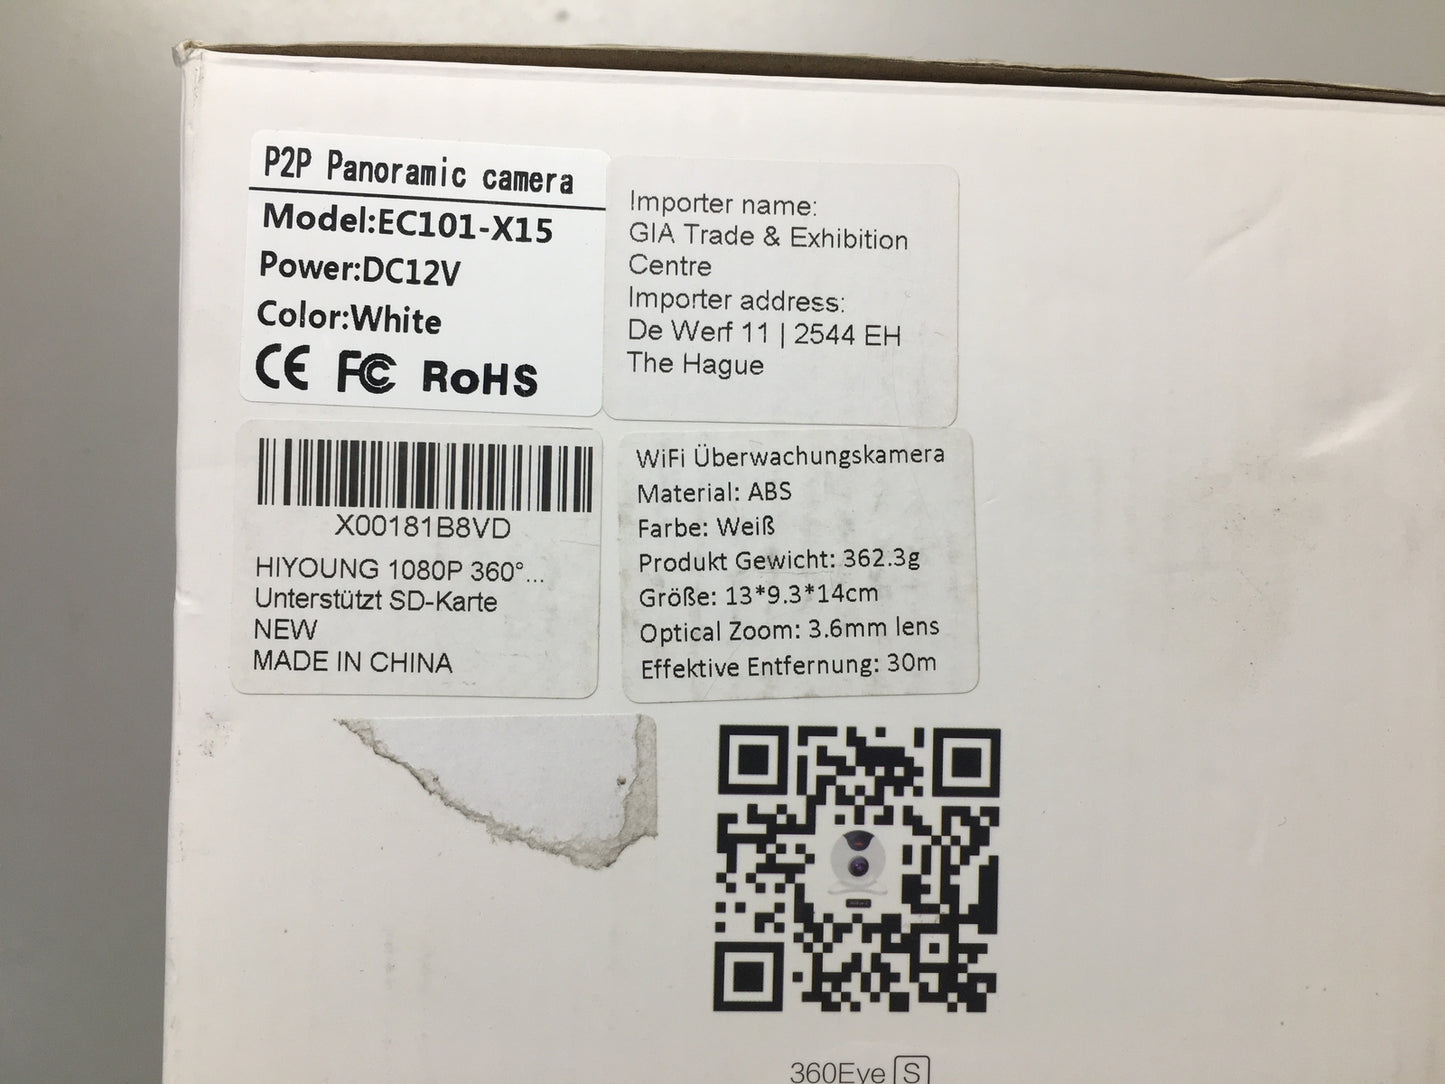 P2P Panoramic camera
Model:EC101-X15
Power:DC12V
Color:White
CE FC RoHS
Importer name:
GIA Trade & Exhibition
Centre
Importer address:
De Werf 11 | 2544 EH
The Hague
X00181B8VD
HIYOUNG 1080P 360°...
Unterstützt SD-Karte
NEW
MADE IN CHINA
WiFi Überwachungskamera
Material: ABS
Farbe: Weiß
Produkt Gewicht: 362.3g
Größe: 13*9.3*14cm
Optical Zoom: 3.6mm lens
Effektive Entfernung: 30m
360Eye S